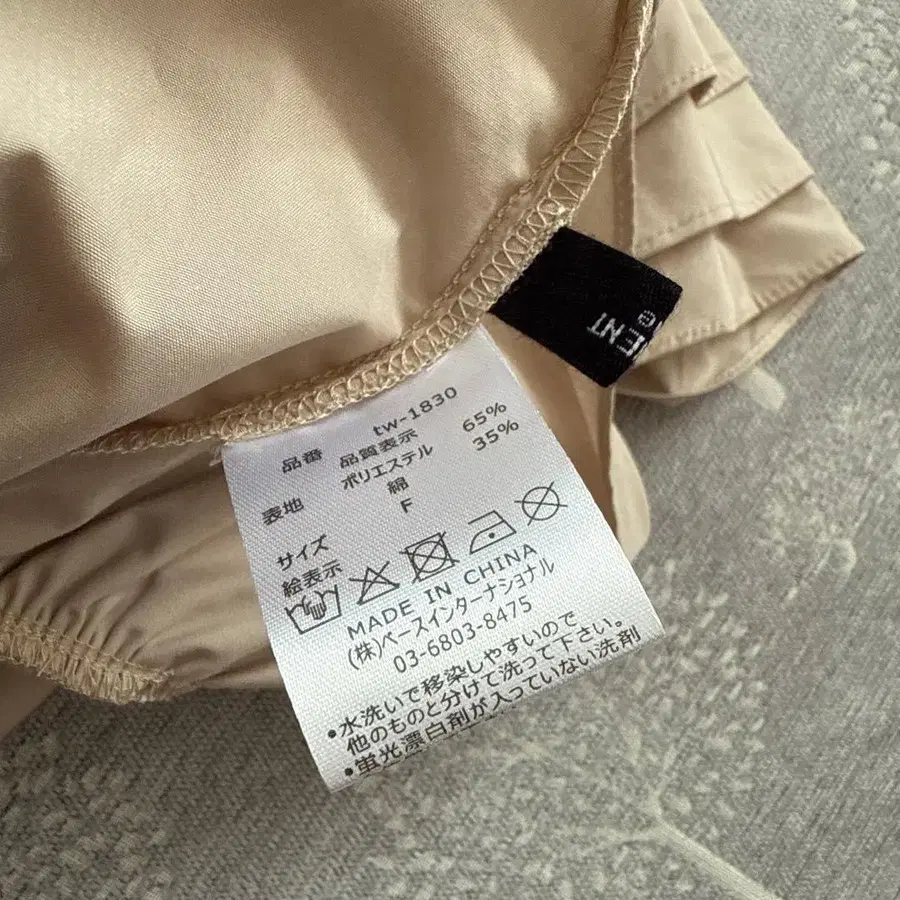 品番 tw-1830
品質表示
表地 ポリエステル 65%
綿 35%
サイズ F
絵表示
MADE IN CHINA
(株)ベースインターナショナル
03-6803-8475
•水洗いで移染しやすいので
他のものと分けて洗って下さい。
•蛍光漂白剤が入っていない洗剤
ENT